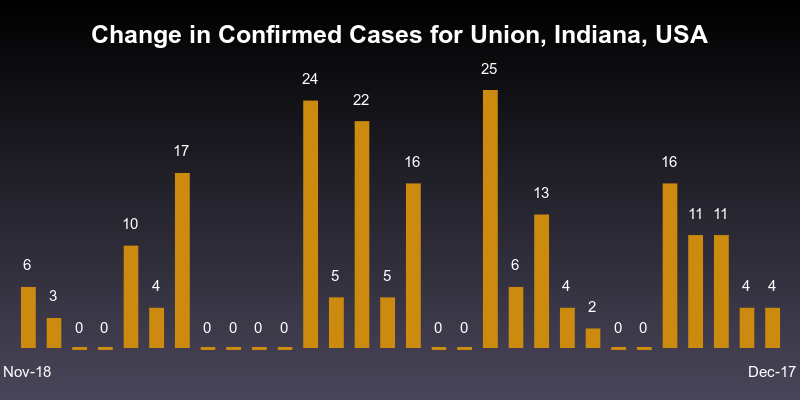 Change in Confirmed Cases for Union, Indiana, USA
6 3 0 0 10 4 17 0 0 0 0 24 5 22 5 16 0 0 25 6 13 4 2 0 0 16 11 11 4 4
Nov-18 Dec-17